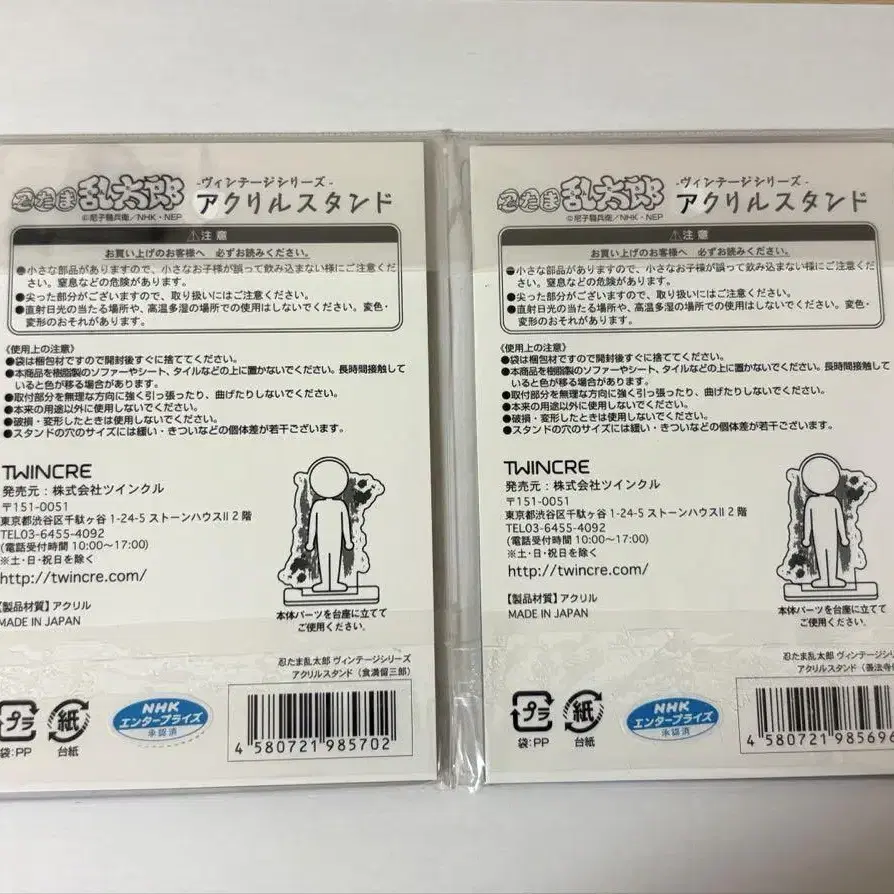 忍たま乱太郎
-ヴィンテージシリーズ-
アクリルスタンド
©尼子騒兵衛/NHK・NEP
⚠注意
お買い上げのお客様へ 必ずお読みください。
●小さな部品がありますので、小さなお子様が誤って飲み込まない様にご注意くだ
さい。窒息などの危険があります。
●尖った部分がございますので、取り扱いにはご注意ください。
●直射日光の当たる場所や、高温多湿の場所での使用はしないでください。変色・
変形のおそれがあります。
《使用上の注意》
●袋は梱包材ですので開封後すぐに捨ててください。
●本商品を樹脂製のソファーやシート、タイルなどの上に置かないでください。長時間接触して
いると色が移る場合があります。
●取付部分を無理な方向に強く引っ張ったり、曲げたりしないでください。
●本来の用途以外に使用しないでください。
●破損・変形したときは使用しないでください。
●スタンドの穴のサイズには緩い・きついなどの個体差が若干ございます。
TWINCRE
発売元:株式会社ツインクル
〒151-0051
東京都渋谷区千駄ヶ谷 1-24-5 ストーンハウスII 2 階
TEL03-6455-4092
(電話受付時間 10:00~17:00)
※土・日・祝日を除く
http://twincre.com/
【製品材質】アクリル
MADE IN JAPAN
本体パーツを台座に立てて
ご使用ください。
忍たま乱太郎 ヴィンテージシリーズ
アクリルスタンド(食満留三郎)
プラ
袋:PP
紙
台紙
NHK
エンタープライズ
承認済
4 580721 985702
忍たま乱太郎
-ヴィンテージシリーズ-
アクリルスタンド
©尼子騒兵衛/NHK・NEP
⚠注意
お買い上げのお客様へ 必ずお読みください。
●小さな部品がありますので、小さなお子様が誤って飲み込まない様にご注意くだ
さい。窒息などの危険があります。
●尖った部分がございますので、取り扱いにはご注意ください。
●直射日光の当たる場所や、高温多湿の場所での使用はしないでください。変色
変形のおそれがあります。
《使用上の注意》
●袋は梱包材ですので開封後すぐに捨ててください。
●本商品を樹脂製のソファーやシート、タイルなどの上に置かないでください。長時間接触し
いると色が移る場合があります。
●取付部分を無理な方向に強く引っ張ったり、曲げたりしないでください。
●本来の用途以外に使用しないでください。
●破損・変形したときは使用しないでください。
●スタンドの穴のサイズには緩い・きついなどの個体差が若干ございます。
TWINCRE
発売元:株式会社ツインクル
〒151-0051
東京都渋谷区千駄ヶ谷 1-24-5 ストーンハウスII 2 階
TEL03-6455-4092
(電話受付時間 10:00~17:00)
※土・日・祝日を除く
http://twincre.com/
【製品材質】アクリル
MADE IN JAPAN
本体パーツを台座に立てて
ご使用ください。
忍たま乱太郎 ヴィンテージシリーズ
アクリルスタンド(善法寺
プラ
袋:PP
紙
台紙
NHK
エンタープライズ
承認済
4 580721 985696